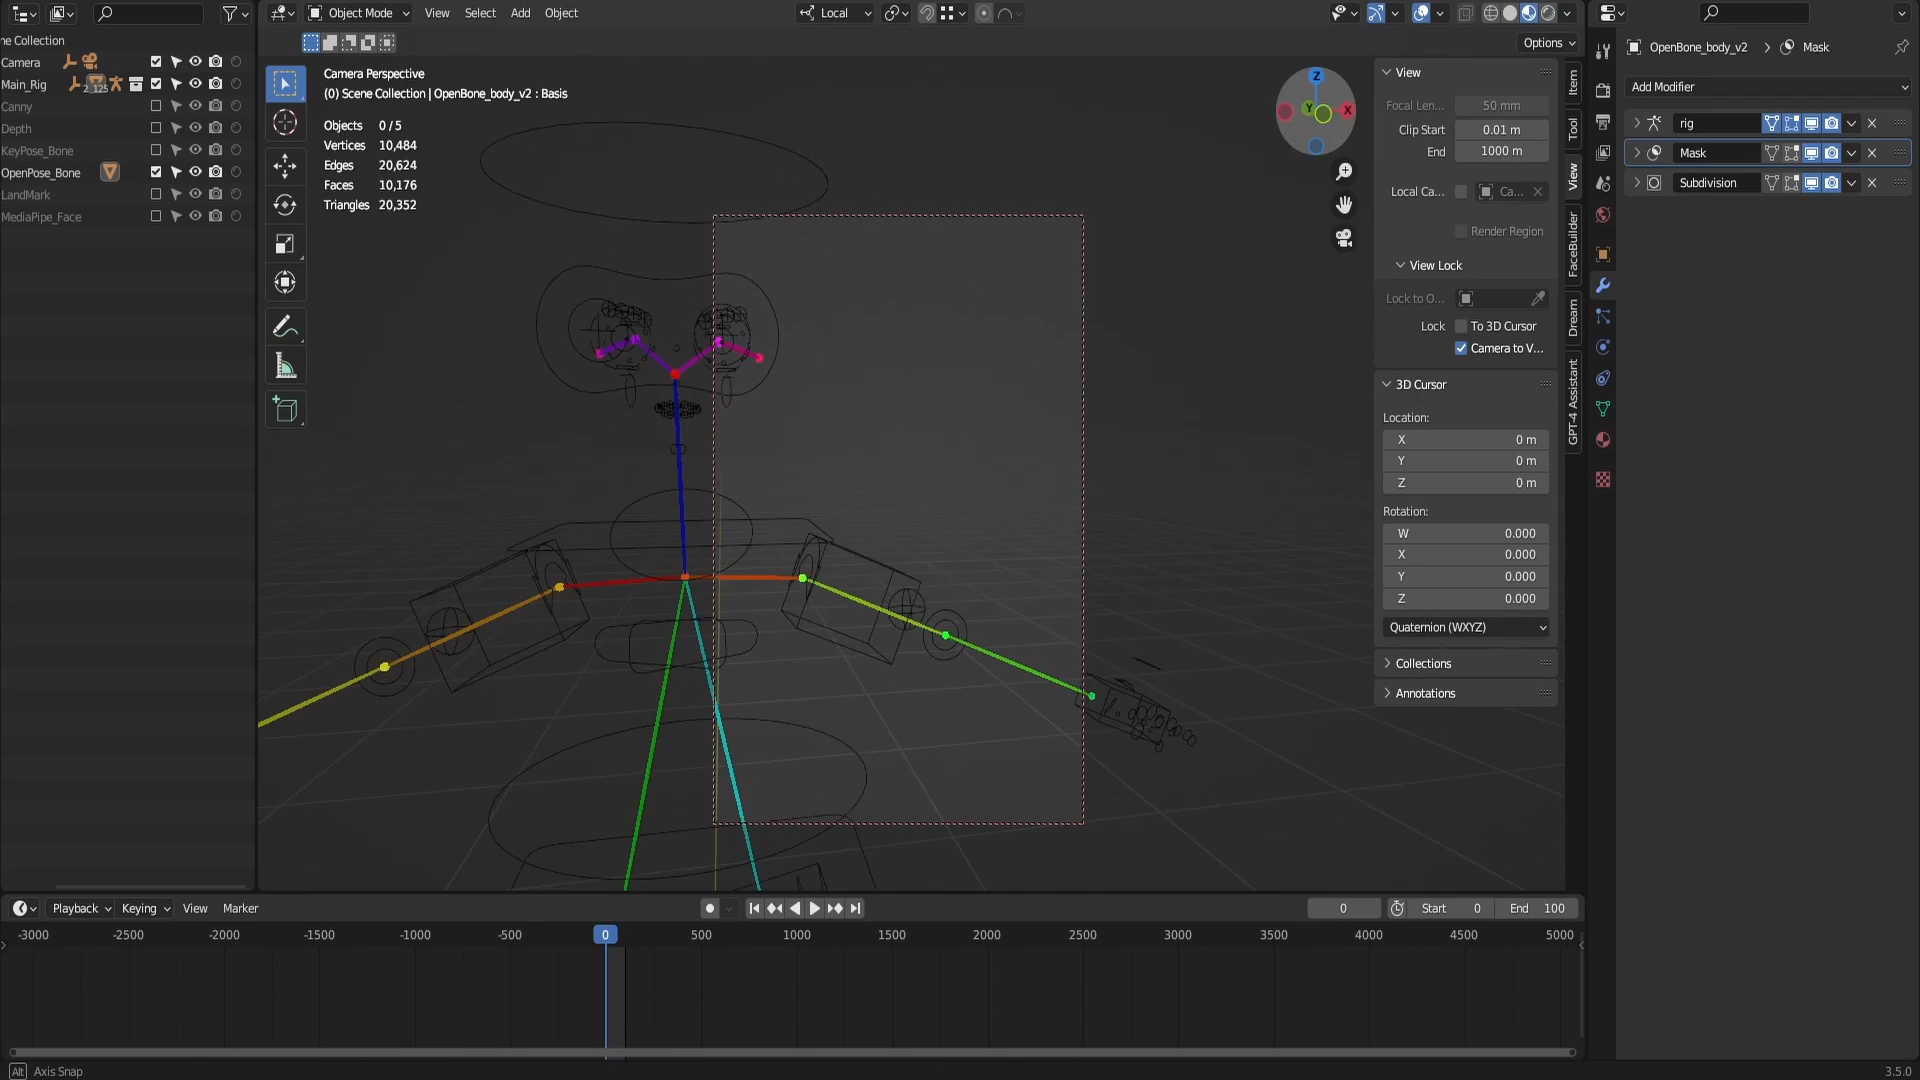 Object Mode
View
Select
Add
Object
Local
Options
ne Collection
Camera
Main_Rig
2 125
Canny
Depth
KeyPose_Bone
OpenPose_Bone
LandMark
MediaPipe_Face
Camera Perspective
(0) Scene Collection | OpenBone_body_v2 : Basis
Objects 0 / 5
Vertices 10,484
Edges 20,624
Faces 10,176
Triangles 20,352
Z
Y
X
View
Focal Len... 50 mm
Clip Start 0.01 m
End 1000 m
Local Ca... Ca...
Render Region
View Lock
Lock to O...
Lock To 3D Cursor
Camera to V...
3D Cursor
Location:
X 0 m
Y 0 m
Z 0 m
Rotation:
W 0.000
X 0.000
Y 0.000
Z 0.000
Quaternion (WXYZ)
Collections
Annotations
Item
Tool
View
FaceBuilder
Dream
GPT-4 Assistant
OpenBone_body_v2
Mask
Add Modifier
rig
Mask
Subdivision
Playback
Keying
View
Marker
0
Start 0
End 100
-3000 -2500 -2000 -1500 -1000 -500 0 500 1000 1500 2000 2500 3000 3500 4000 4500 5000
Alt Axis Snap
3.5.0